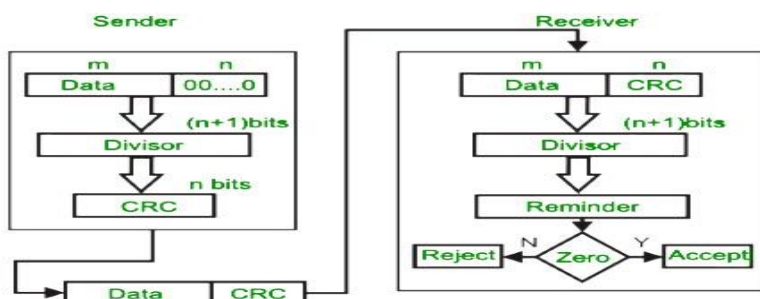 Sender
m n
Data 00....0
(n+1)bits
Divisor
n bits
CRC
Data CRC
Receiver
m n
Data CRC
(n+1)bits
Divisor
Reminder
Reject N Zero Y Accept